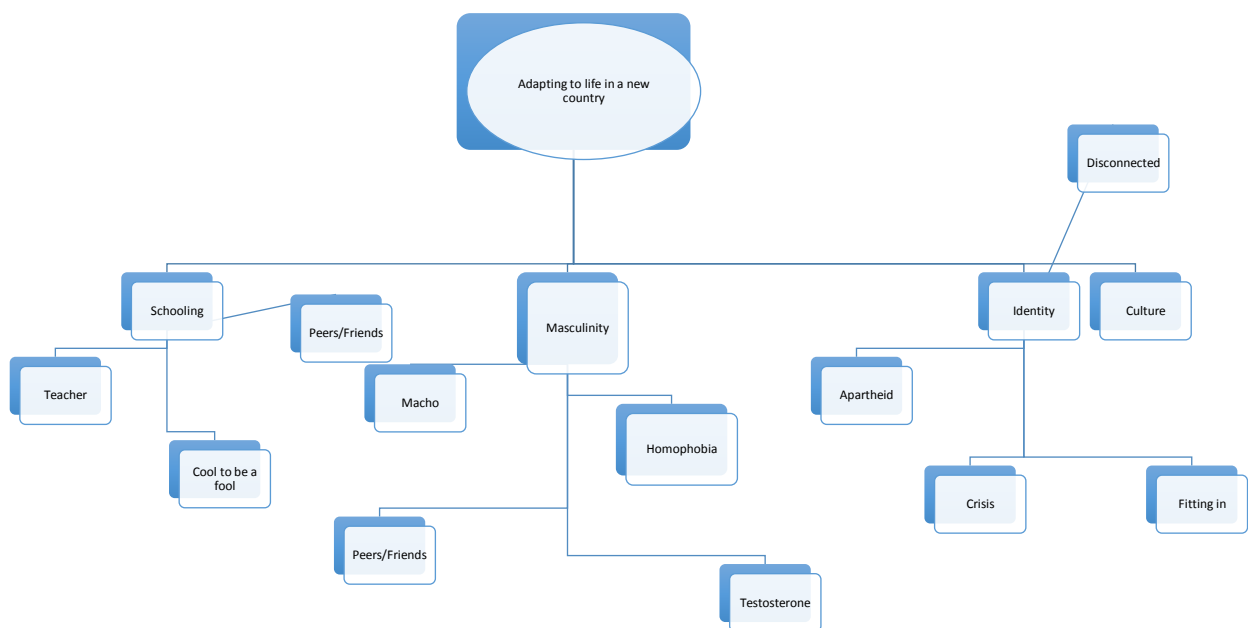 Adapting to life in a new
country
Disconnected
Schooling
Peers/Friends
Masculinity
Identity
Culture
Teacher
Macho
Apartheid
Homophobia
Cool to be a
fool
Crisis
Fitting in
Peers/Friends
Testosterone